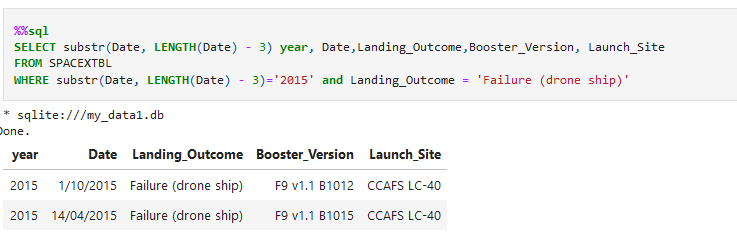 %%sql
SELECT substr(Date, LENGTH(Date) - 3) year, Date,Landing_Outcome,Booster_Version, Launch_Site
FROM SPACEXTBL
WHERE substr(Date, LENGTH(Date) - 3)='2015' and Landing_Outcome = 'Failure (drone ship)'
* sqlite:///my_data1.db
Done.
year Date Landing_Outcome Booster_Version Launch_Site
2015 1/10/2015 Failure (drone ship) F9 v1.1 B1012 CCAFS LC-40
2015 14/04/2015 Failure (drone ship) F9 v1.1 B1015 CCAFS LC-40